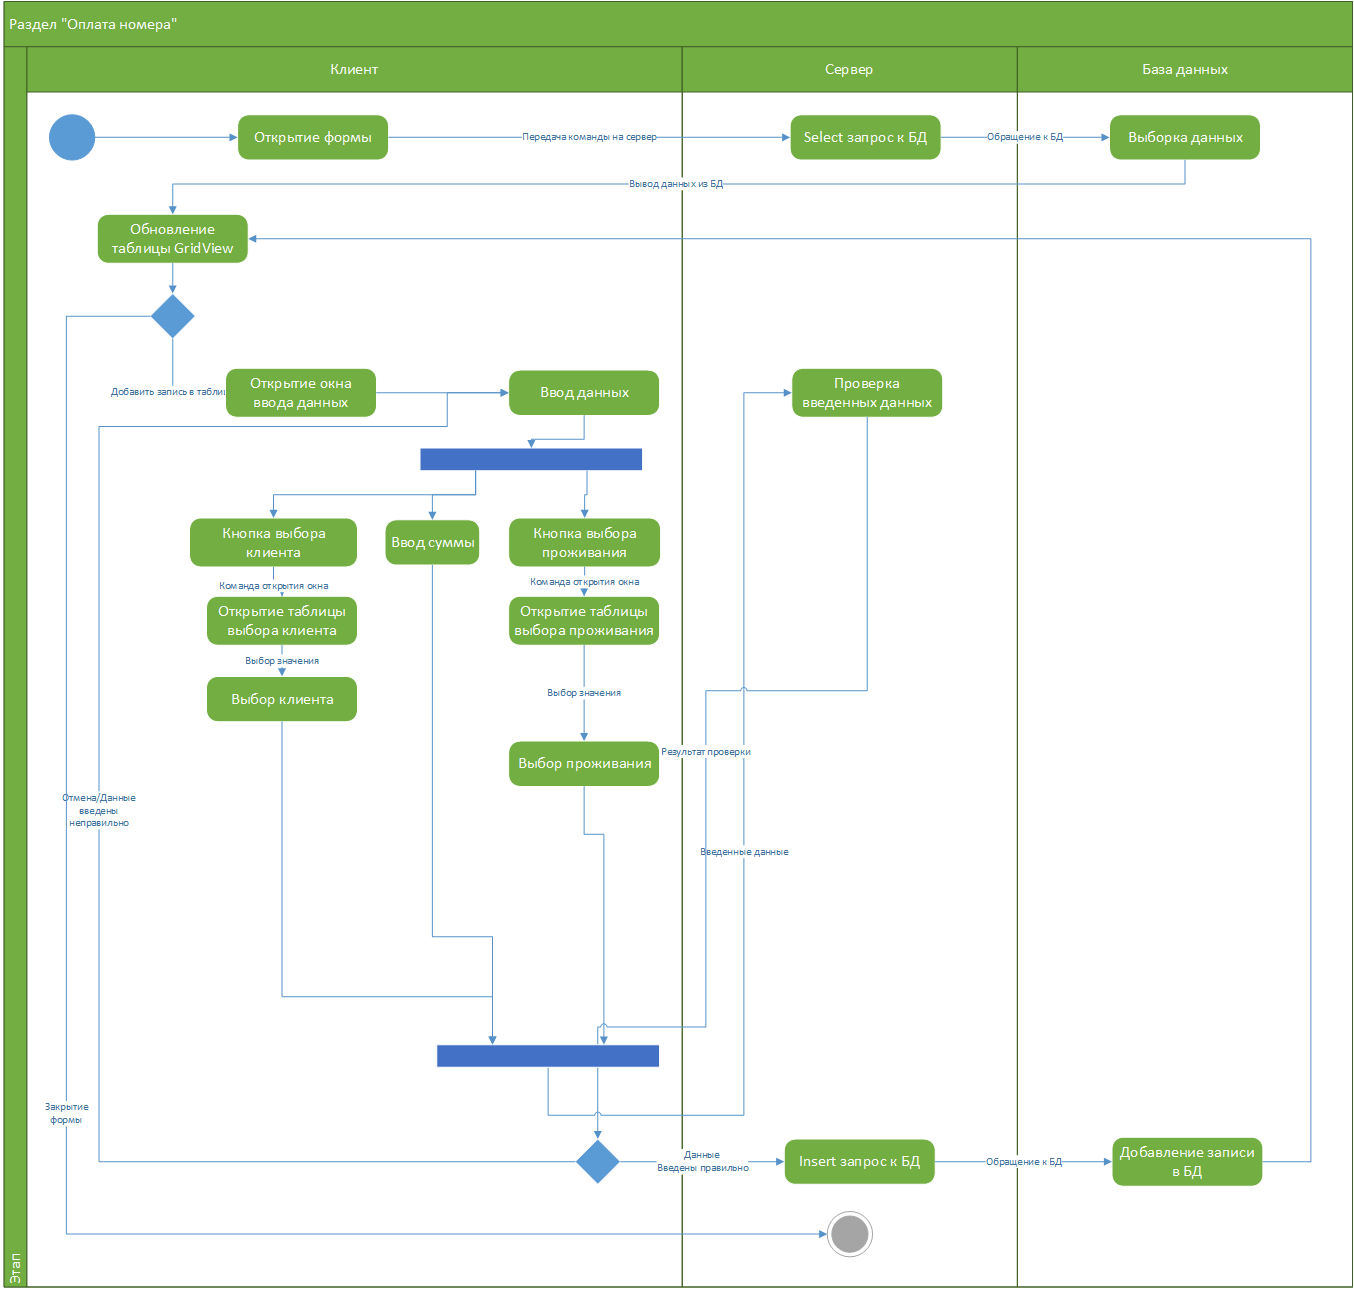 Раздел "Оплата номера"
Клиент
Сервер
База данных
Этап
Открытие формы
Передача команды на сервер
Select запрос к БД
Обращение к БД
Выборка данных
Вывод данных из БД
Обновление
таблицы GridView
Добавить запись в таблиц
Открытие окна
ввода данных
Ввод данных
Проверка
введенных данных
Кнопка выбора
клиента
Ввод суммы
Кнопка выбора
проживания
Команда открытия окна
Команда открытия окна
Открытие таблицы
выбора клиента
Открытие таблицы
выбора проживания
Выбор значения
Выбор значения
Выбор клиента
Выбор проживания
Результат проверки
Отмена/Данные
введены
неправильно
Введенные данные
Закрытие
формы
Данные
Введены правильно
Insert запрос к БД
Обращение к БД
Добавление записи
в БД